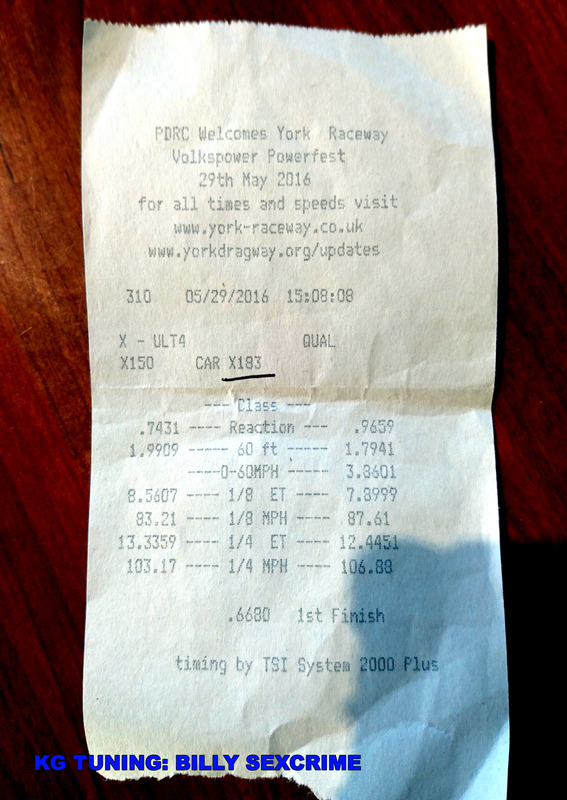 PDRC Welcomes York Raceway
Volkspower Powerfest
29th May 2016
for all times and speeds visit
www.york-raceway.co.uk
www.yorkdragway.org/updates
310 05/29/2016 15:08:08
X - ULT4 QUAL
X150 CAR X183
--- Class ---
.7431 ---- Reaction --- .9659
1.9909 ----- 60 ft ----- 1.7941
----0-60MPH ----- 3.8601
8.5607 ---- 1/8 ET ---- 7.8999
83.21 ---- 1/8 MPH ---- 87.61
13.3359 ---- 1/4 ET ---- 12.4451
103.17 ---- 1/4 MPH ---- 106.88
.6680 1st Finish
timing by TSI System 2000 Plus
KG TUNING: BILLY SEXCRIME